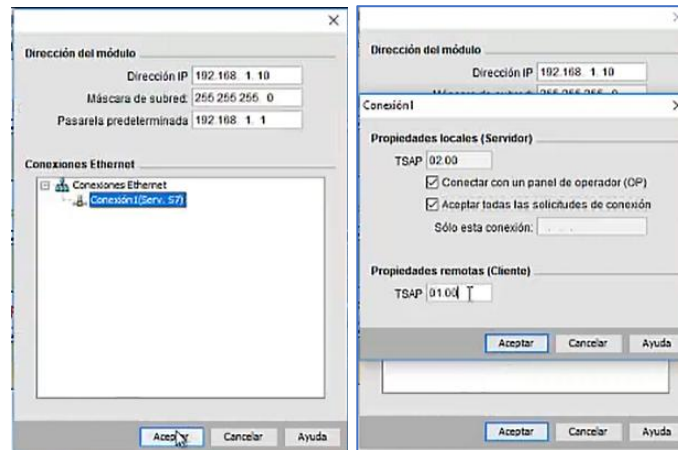 Dirección del módulo
Dirección IP 192.168. 1. 10
Máscara de subred: 255.255.255. 0
Pasarela predeterminada 192.168. 1. 1
Conexiones Ethernet
Conexiones Ethernet
Conexión1(Serv. S7)
Aceptar Cancelar Ayuda
Dirección del módulo
Dirección IP 192.168. 1. 10
255.255.255. 0
Conexión1
Propiedades locales (Servidor)
TSAP 02.00
Conectar con un panel de operador (OP)
Aceptar todas las solicitudes de conexión
Sólo esta conexión: . . .
Propiedades remotas (Cliente)
TSAP 01.00
Aceptar Cancelar Ayuda
Aceptar Cancelar Ayuda